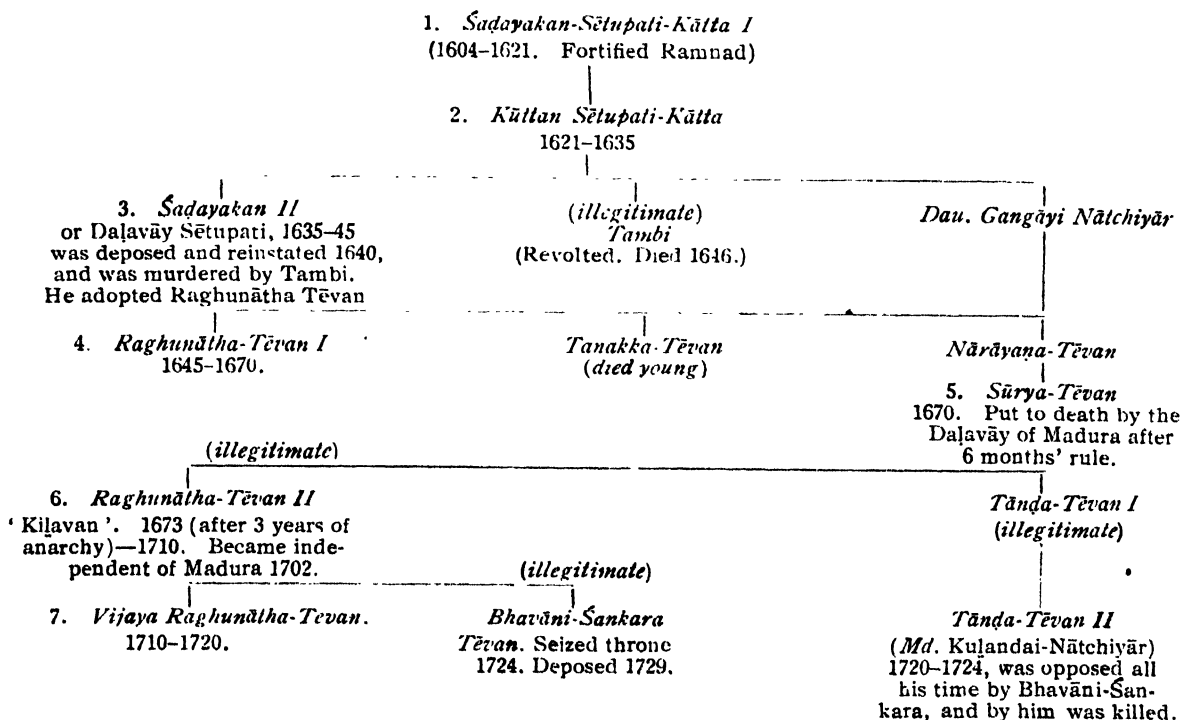 1. Śaḍayakan-Sētupati-Kātta I
(1604–1621. Fortified Ramnad)
2. Kūttan Sētupati-Kātta
1621–1635
3. Śaḍayakan II
or Daḷavāy Sētupati, 1635–45
was deposed and reinstated 1640,
and was murdered by Tambi.
He adopted Raghunātha Tēvan
(illegitimate)
Tambi
(Revolted. Died 1646.)
Dau. Gangāyi Nātchiyār
4. Raghunātha-Tēvan I
1645–1670.
Tanakka-Tēvan
(died young)
Nārāyaṇa-Tēvan
5. Sūrya-Tēvan
1670. Put to death by the
Daḷavāy of Madura after
6 months' rule.
(illegitimate)
6. Raghunātha-Tēvan II
‘ Kiḻavan ’. 1673 (after 3 years of
anarchy)—1710. Became inde-
pendent of Madura 1702.
Tāṇḍa-Tēvan I
(illegitimate)
(illegitimate)
7. Vijaya Raghunātha-Tevan.
1710–1720.
Bhavāni-Śankara
Tēvan. Seized throne
1724. Deposed 1729.
Tāṇḍa-Tēvan II
(Md. Kuḻandai-Nātchiyār)
1720–1724, was opposed all
his time by Bhavāni-Śan-
kara, and by him was killed.